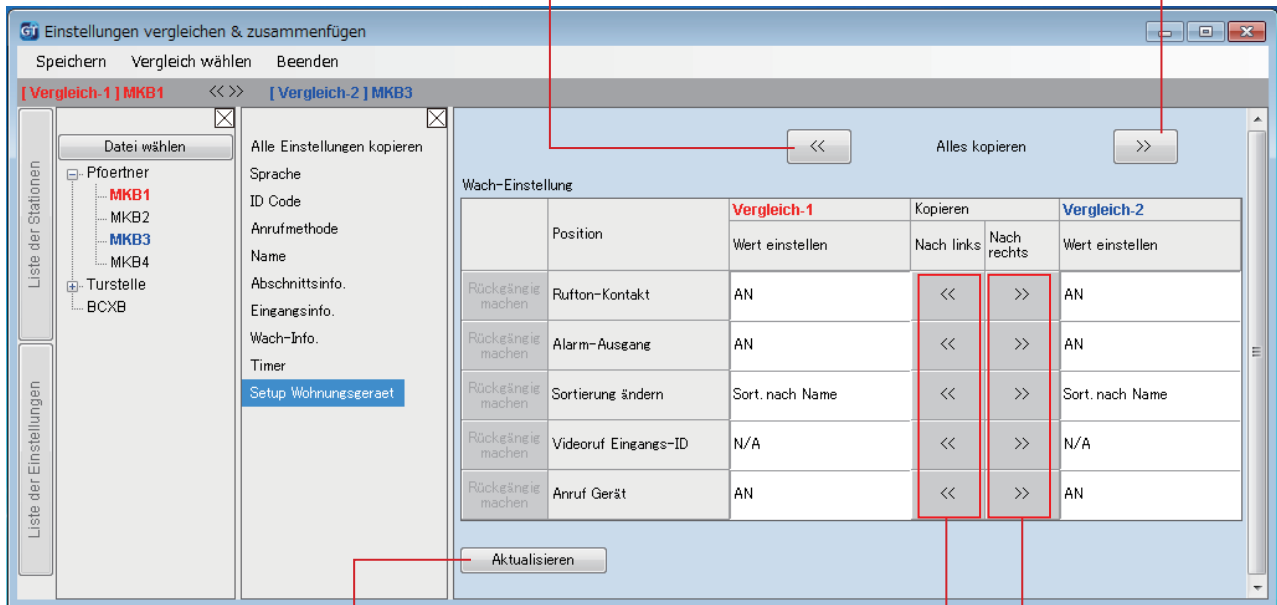 GT Einstellungen vergleichen & zusammenfügen
Speichern Vergleich wählen Beenden
[ Vergleich-1 ] MKB1 << >> [ Vergleich-2 ] MKB3
Liste der Stationen
Liste der Einstellungen
Datei wählen
Pfoertner
MKB1
MKB2
MKB3
MKB4
Turstelle
BCXB
Alle Einstellungen kopieren
Sprache
ID Code
Anrufmethode
Name
Abschnittsinfo.
Eingangsinfo.
Wach-Info.
Timer
Setup Wohnungsgeraet
<< Alles kopieren >>
Wach-Einstellung
Position
Vergleich-1 Kopieren Vergleich-2
Wert einstellen Nach links Nach rechts Wert einstellen
Rückgängig machen Rufton-Kontakt AN << >> AN
Rückgängig machen Alarm-Ausgang AN << >> AN
Rückgängig machen Sortierung ändern Sort. nach Name << >> Sort. nach Name
Rückgängig machen Videoruf Eingangs-ID N/A << >> N/A
Rückgängig machen Anruf Gerät AN << >> AN
Aktualisieren